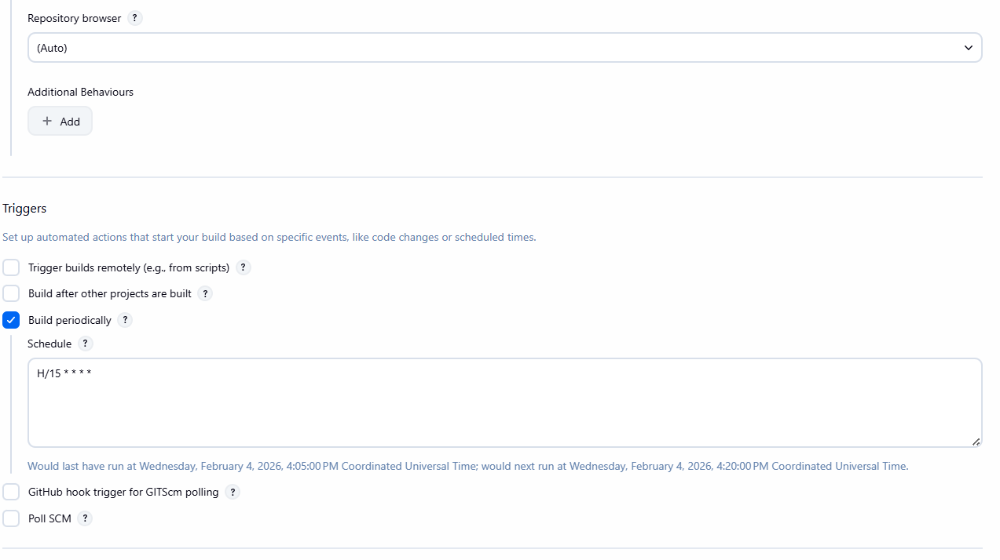 Repository browser ?
(Auto)
Additional Behaviours
+ Add
Triggers
Set up automated actions that start your build based on specific events, like code changes or scheduled times.
Trigger builds remotely (e.g., from scripts) ?
Build after other projects are built ?
Build periodically ?
Schedule ?
H/15 * * * *
Would last have run at Wednesday, February 4, 2026, 4:05:00 PM Coordinated Universal Time; would next run at Wednesday, February 4, 2026, 4:20:00 PM Coordinated Universal Time.
GitHub hook trigger for GITScm polling ?
Poll SCM ?